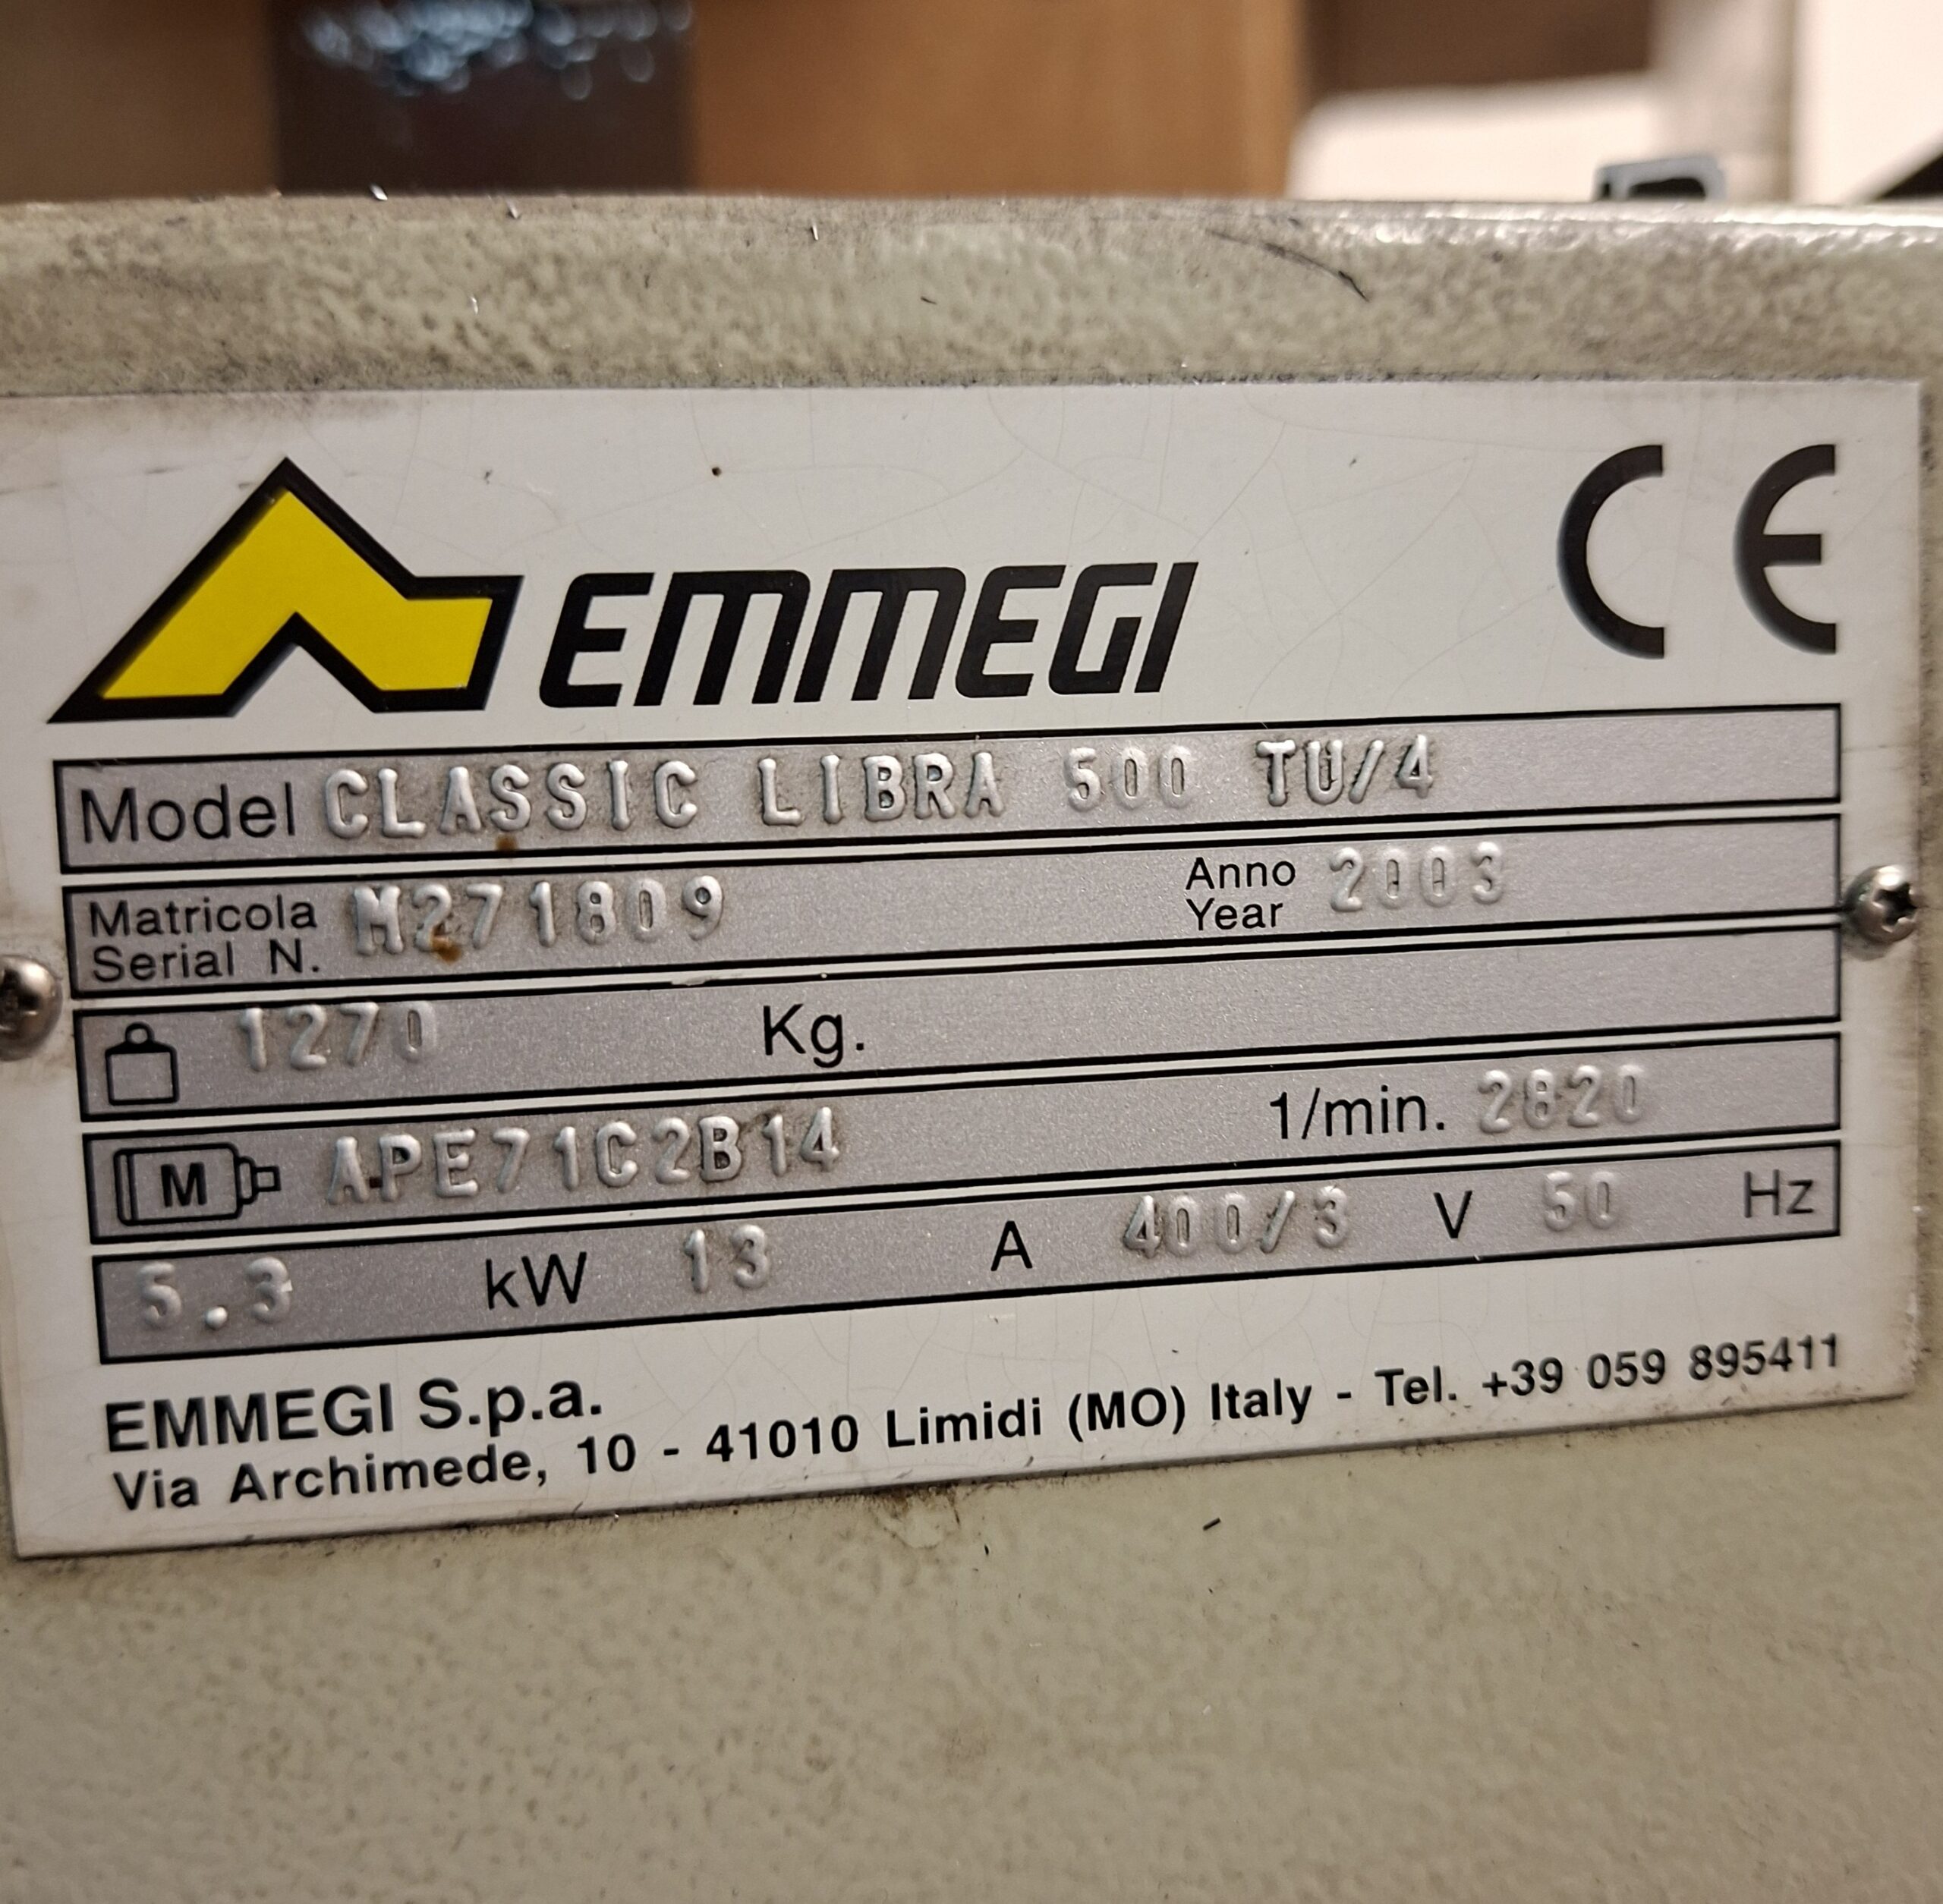 EMMEGI CE
Model CLASSIC LIBRA 500 TU/4
Matricola
Serial N. M271809 Anno
Year 2003
1270 Kg.
M APE71C2B14 1/min. 2820
5.3 kW 13 A 400/3 V 50 Hz
EMMEGI S.p.a.
Via Archimede, 10 - 41010 Limidi (MO) Italy - Tel. +39 059 895411